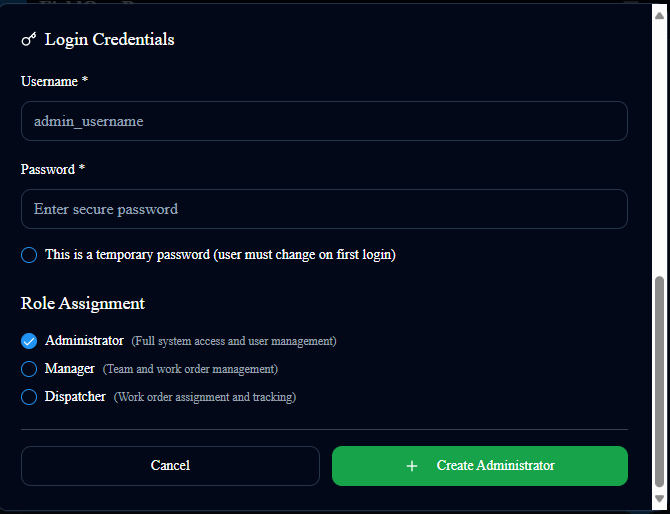 Login Credentials
Username *
admin_username
Password *
Enter secure password
This is a temporary password (user must change on first login)
Role Assignment
Administrator (Full system access and user management)
Manager (Team and work order management)
Dispatcher (Work order assignment and tracking)
Cancel
+ Create Administrator